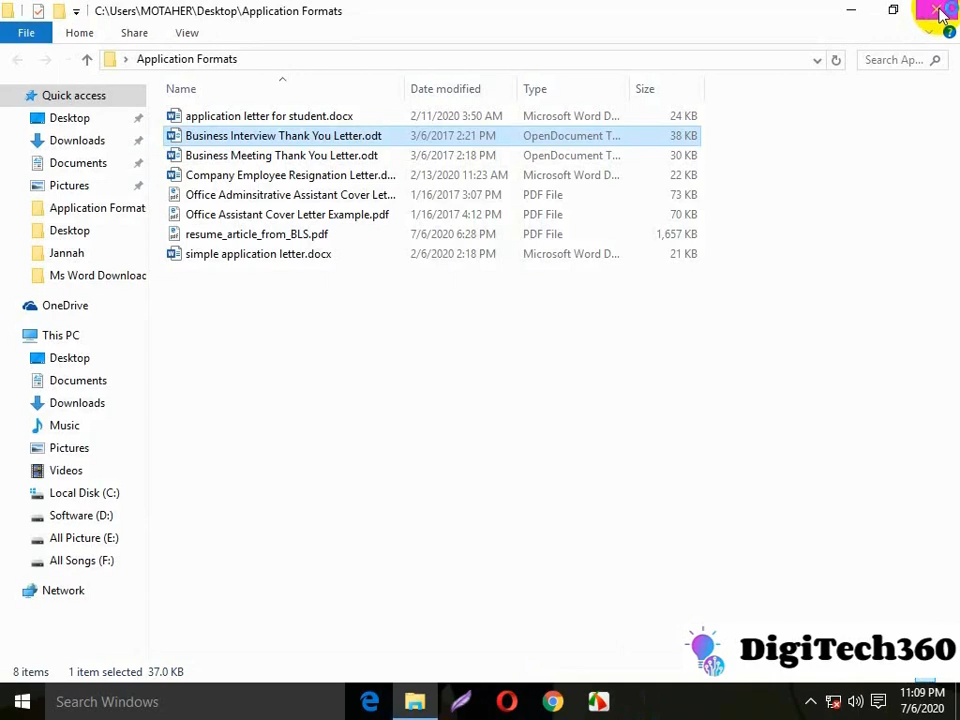 C:\Users\MOTAHER\Desktop\Application Formats
File Home Share View
Application Formats
Search Ap...
Name Date modified Type Size
Quick access
Desktop
Downloads
Documents
Pictures
Application Format
Desktop
Jannah
Ms Word Downloac
OneDrive
This PC
Desktop
Documents
Downloads
Music
Pictures
Videos
Local Disk (C:)
Software (D:)
All Picture (E:)
All Songs (F:)
Network
application letter for student.docx 2/11/2020 3:50 AM Microsoft Word D... 24 KB
Business Interview Thank You Letter.odt 3/6/2017 2:21 PM OpenDocument T... 38 KB
Business Meeting Thank You Letter.odt 3/6/2017 2:18 PM OpenDocument T... 30 KB
Company Employee Resignation Letter.d... 2/13/2020 11:23 AM Microsoft Word D... 22 KB
Office Adminsitrative Assistant Cover Let... 1/16/2017 3:07 PM PDF File 73 KB
Office Assistant Cover Letter Example.pdf 1/16/2017 4:12 PM PDF File 70 KB
resume_article_from_BLS.pdf 7/6/2020 6:28 PM PDF File 1,657 KB
simple application letter.docx 2/6/2020 2:18 PM Microsoft Word D... 21 KB
DigiTech360
8 items 1 item selected 37.0 KB
Search Windows
11:09 PM
7/6/2020